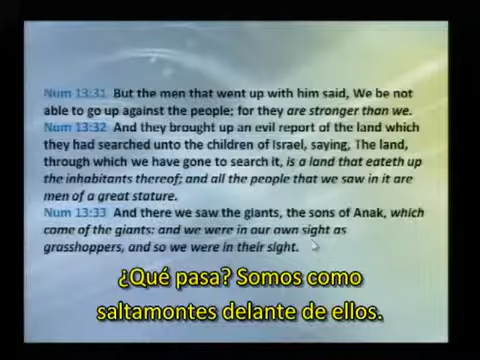 Num 13:31 But the men that went up with him said, We be not
able to go up against the people; for they are stronger than we.
Num 13:32 And they brought up an evil report of the land which
they had searched unto the children of Israel, saying, The land,
through which we have gone to search it, is a land that eateth up
the inhabitants thereof; and all the people that we saw in it are
men of a great stature.
Num 13:33 And there we saw the giants, the sons of Anak, which
come of the giants: and we were in our own sight as
grasshoppers, and so we were in their sight.
¿Qué pasa? Somos como
saltamontes delante de ellos.